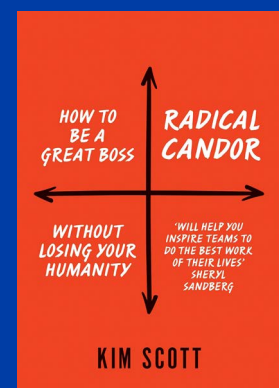 HOW TO
BE A
GREAT BOSS
RADICAL
CANDOR
WITHOUT
LOSING YOUR
HUMANITY
'WILL HELP YOU
INSPIRE TEAMS TO
DO THE BEST WORK
OF THEIR LIVES'
SHERYL
SANDBERG
KIM SCOTT